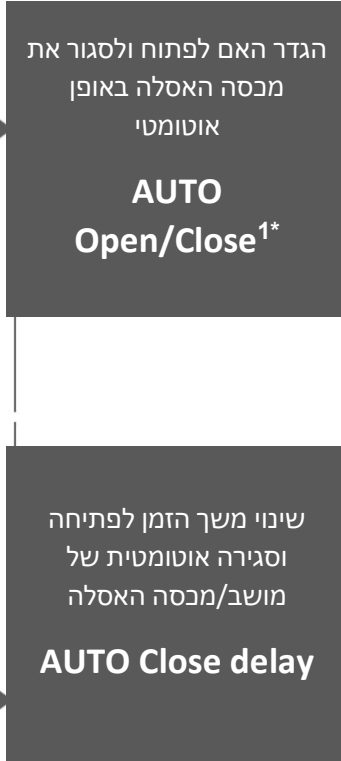 הגדר האם לפתוח ולסגור את
מכסה האסלה באופן
אוטומטי
AUTO
Open/Close1*
שינוי משך הזמן לפתיחה
וסגירה אוטומטית של
מושב/מכסה האסלה
AUTO Close delay